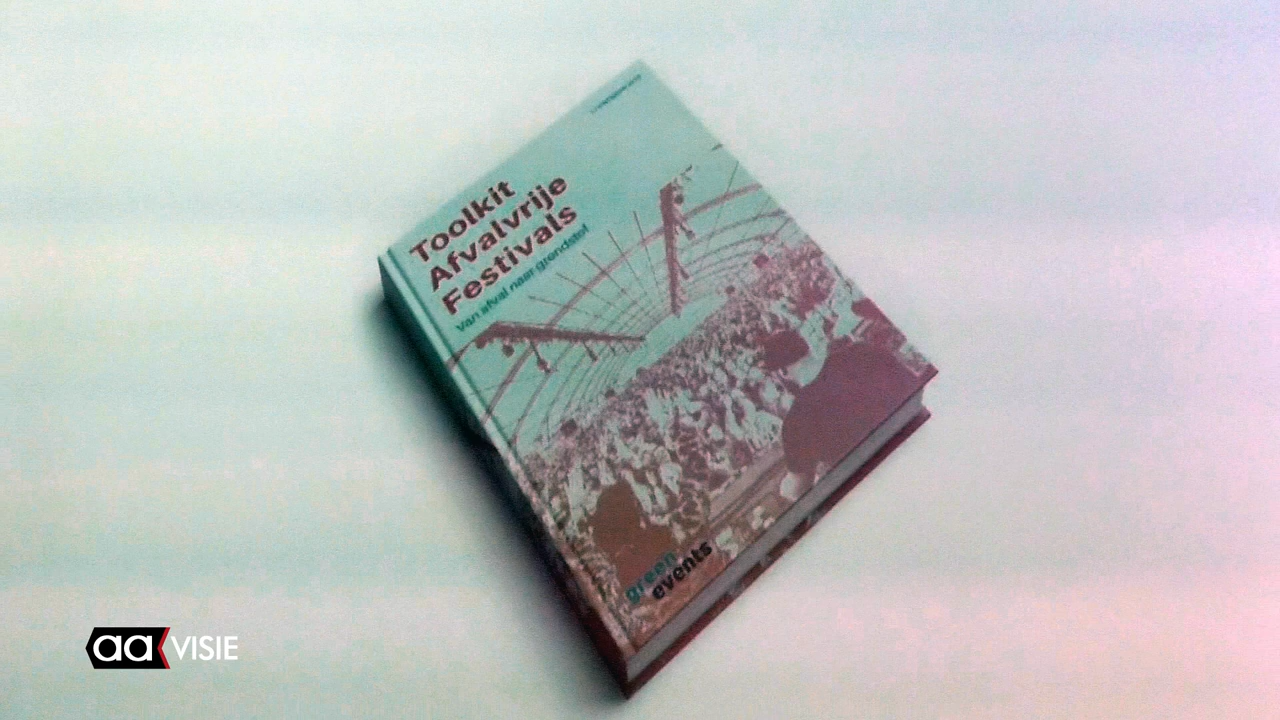 Toolkit
Afvalvrije
Festivals
Van afval naar grondstof
green
events
aa VISIE